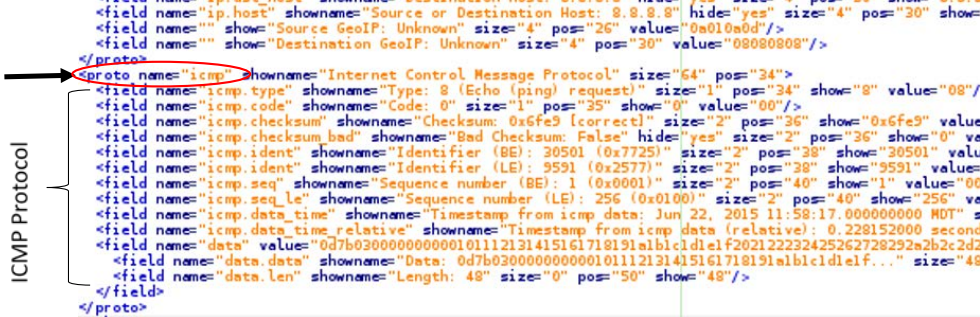 <field name="ip.host" showname="Source or Destination Host: 8.8.8.8" hide="yes" size="4" pos="30" show=
<field name="" show="Source GeoIP: Unknown" size="4" pos="26" value="0a010a0d"/>
<field name="" show="Destination GeoIP: Unknown" size="4" pos="30" value="08080808"/>
</proto>
<proto name="icmp" showname="Internet Control Message Protocol" size="64" pos="34">
<field name="icmp.type" showname="Type: 8 (Echo (ping) request)" size="1" pos="34" show="8" value="08"/
<field name="icmp.code" showname="Code: 0" size="1" pos="35" show="0" value="00"/>
<field name="icmp.checksum" showname="Checksum: 0x6fe9 [correct]" size="2" pos="36" show="0x6fe9" value
<field name="icmp.checksum_bad" showname="Bad Checksum: False" hide="yes" size="2" pos="36" show="0" va
<field name="icmp.ident" showname="Identifier (BE): 30501 (0x7725)" size="2" pos="38" show="30501" valu
<field name="icmp.ident" showname="Identifier (LE): 9591 (0x2577)" size="2" pos="38" show="9591" value
<field name="icmp.seq" showname="Sequence number (BE): 1 (0x0001)" size="2" pos="40" show="1" value="00
<field name="icmp.seq_le" showname="Sequence number (LE): 256 (0x0100)" size="2" pos="40" show="256" va
<field name="icmp.data_time" showname="Timestamp from icmp data: Jun 22, 2015 11:58:17.000000000 MDT" s
<field name="icmp.data_time_relative" showname="Timestamp from icmp data (relative): 0.228152000 second
<field name="data" value="0d7b030000000000101112131415161718191a1b1c1d1e1f202122232425262728292a2b2c2d
<field name="data.data" showname="Data: 0d7b030000000000101112131415161718191a1b1c1d1e1f..." size="48
<field name="data.len" showname="Length: 48" size="0" pos="50" show="48"/>
</field>
</proto>
ICMP Protocol